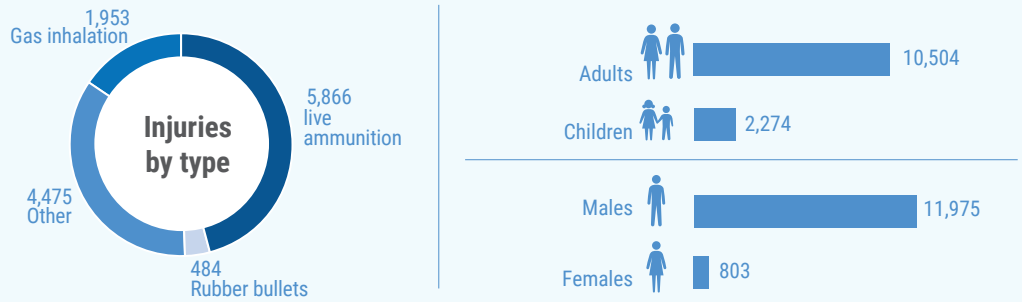 1,953
Gas inhalation
Injuries
by type
5,866
live
ammunition
4,475
Other
484
Rubber bullets
Adults
10,504
Children
2,274
Males
11,975
Females
803